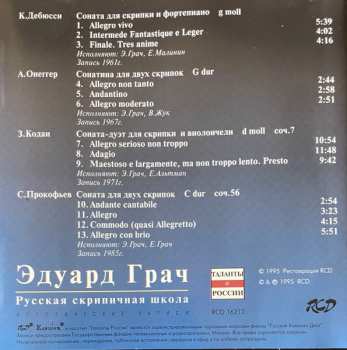 К.Дебюсси Соната для скрипки и фортепиано g moll
1. Allegro vivo 5:39
2. Intermede Fantastique e Leger 4:02
3. Finale. Tres anime 4:16
Исполняют: Э.Грач, Е.Малинин
Запись 1961г.
А.Онеггер Сонатина для двух скрипок G dur
4. Allegro non tanto 2:44
5. Andantino 2:58
6. Allegro moderato 2:51
Исполняют: Э.Грач, В.Жук
Запись 1967г.
З.Кодаи Соната-дуэт для скрипки и виолончели d moll соч.7
7. Allegro serioso non troppo 10:54
8. Adagio 11:48
9. Maestoso e largamente, ma non troppo lento. Presto 9:42
Исполняют: Э.Грач, Е.Альтман
Запись 1971г.
С.Прокофьев Соната для двух скрипок C dur соч.56
10. Andante cantabile 2:54
11. Allegro 3:23
12. Commodo (quasi Allegretto) 4:15
13. Allegro con brio 5:51
Исполняют: Э.Грач, Е.Грач
Запись 1985г.
Эдуард Грач
Русская скрипичная школа
ИСТОРИЧЕСКИЕ ЗАПИСИ
RCD 16212
ТАЛАНТЫ РОССИИ
© 1995 Реставрация RCD
℗ & © 1995 RCD.
RCD